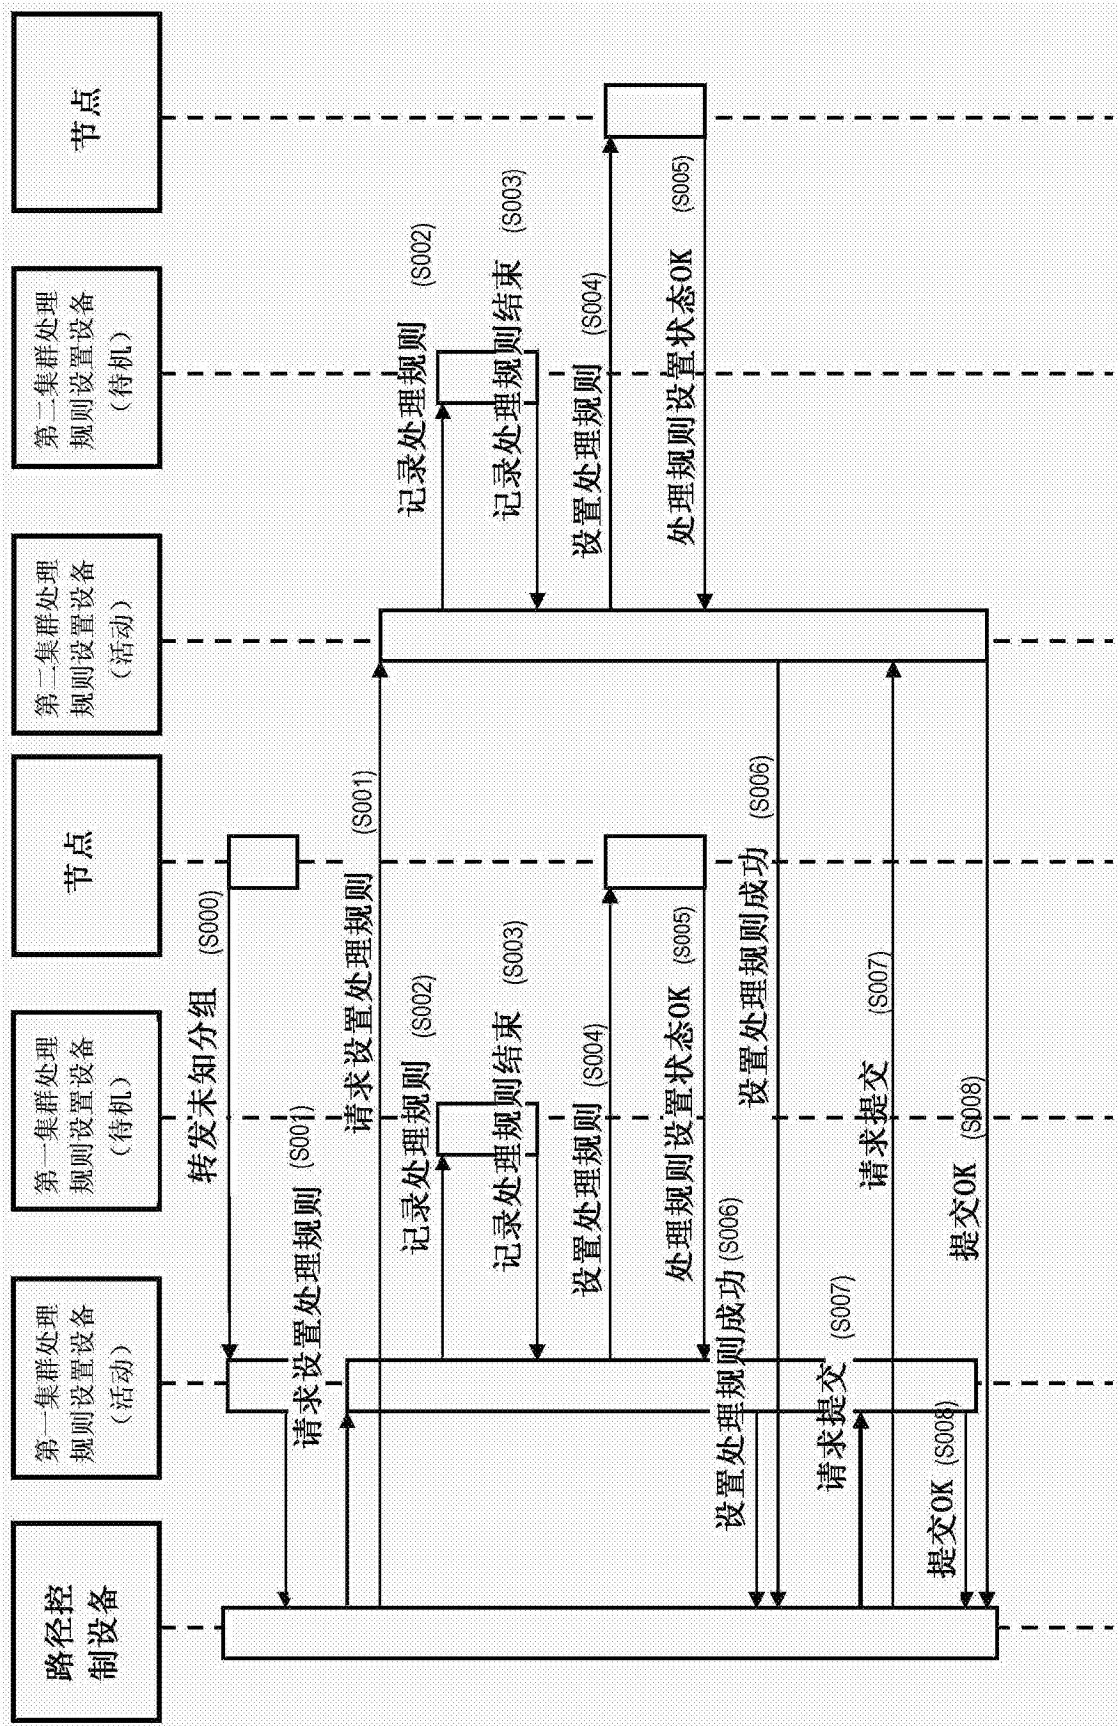 路径控
制设备
第一集群处理
规则设置设备
（活动）
第一集群处理
规则设置设备
（待机）
节点
第二集群处理
规则设置设备
（活动）
第二集群处理
规则设置设备
（待机）
节点
转发未知分组 (S000)
请求设置处理规则 (S001)
请求设置处理规则 (S001)
记录处理规则 (S002)
记录处理规则 (S002)
记录处理规则结束 (S003)
记录处理规则结束 (S003)
设置处理规则 (S004)
设置处理规则 (S004)
处理规则设置状态OK (S005)
处理规则设置状态OK (S005)
设置处理规则成功 (S006)
设置处理规则成功 (S006)
请求提交 (S007)
请求提交 (S007)
提交OK (S008)
提交OK (S008)